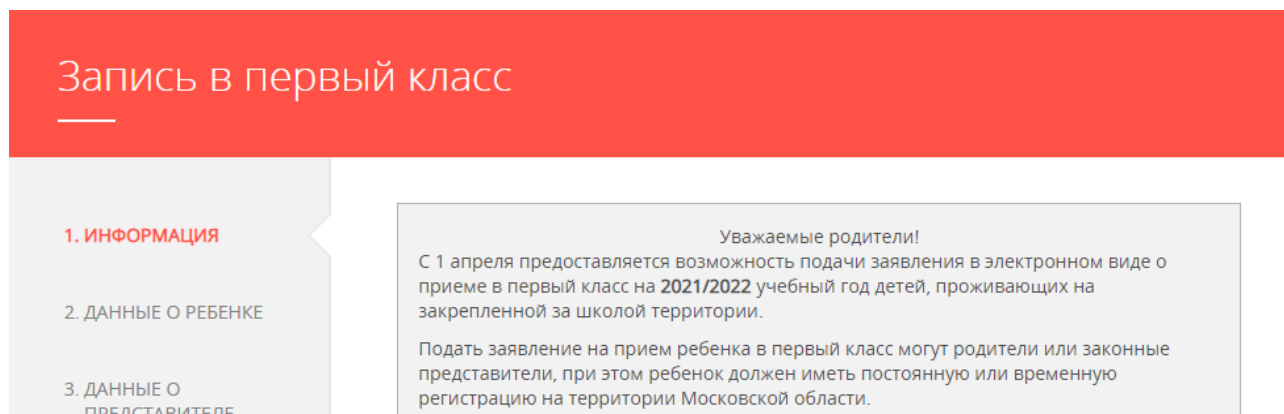 Запись в первый класс
1. ИНФОРМАЦИЯ
2. ДАННЫЕ О РЕБЕНКЕ
3. ДАННЫЕ О
ПРЕДСТАВИТЕЛЕ
Уважаемые родители!
С 1 апреля предоставляется возможность подачи заявления в электронном виде о
приеме в первый класс на 2021/2022 учебный год детей, проживающих на
закрепленной за школой территории.
Подать заявление на прием ребенка в первый класс могут родители или законные
представители, при этом ребенок должен иметь постоянную или временную
регистрацию на территории Московской области.